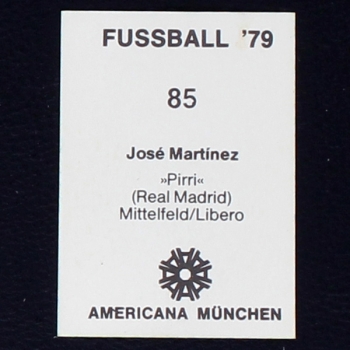 FUSSBALL '79
85
José Martínez
»Pirri«
(Real Madrid)
Mittelfeld/Libero
AMERICANA MÜNCHEN